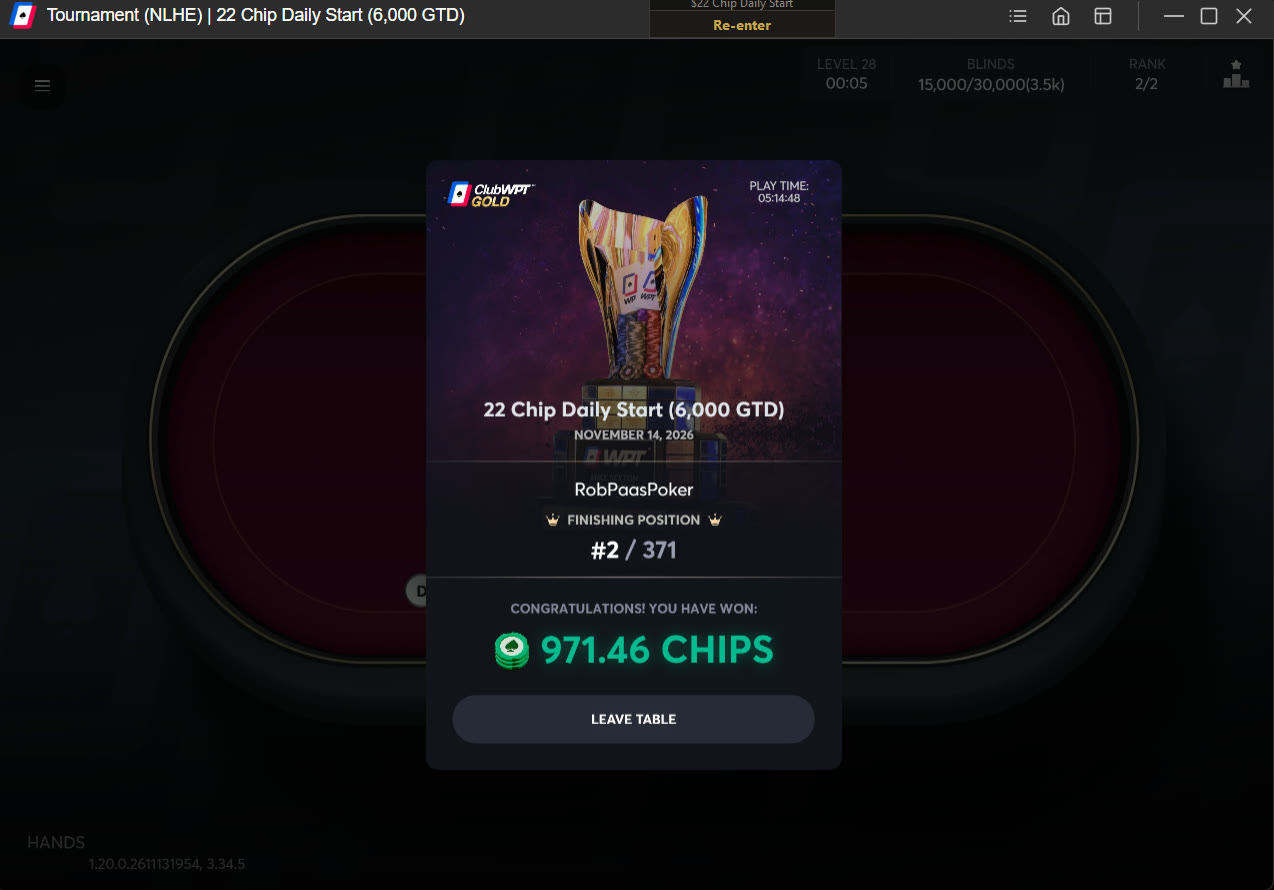 Tournament (NLHE) | 22 Chip Daily Start (6,000 GTD)
$22 Chip Daily Start
Re-enter
LEVEL 28
00:05
BLINDS
15,000/30,000(3.5k)
RANK
2/2
ClubWPT™
GOLD
PLAY TIME:
05:14:48
WPT
22 Chip Daily Start (6,000 GTD)
NOVEMBER 14, 2026
WPT
RobPaasPoker
FINISHING POSITION
#2 / 371
D
CONGRATULATIONS! YOU HAVE WON:
971.46 CHIPS
LEAVE TABLE
HANDS
1.20.0.2611131954, 3.34.5